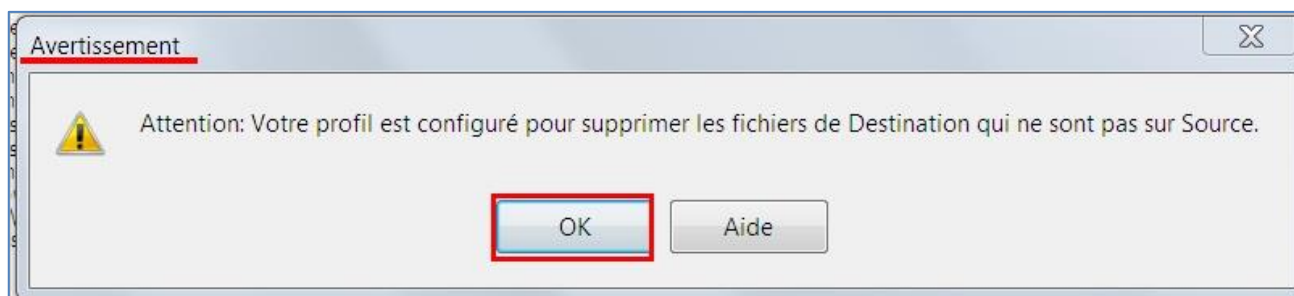 Avertissement
Attention: Votre profil est configuré pour supprimer les fichiers de Destination qui ne sont pas sur Source.
OK
Aide